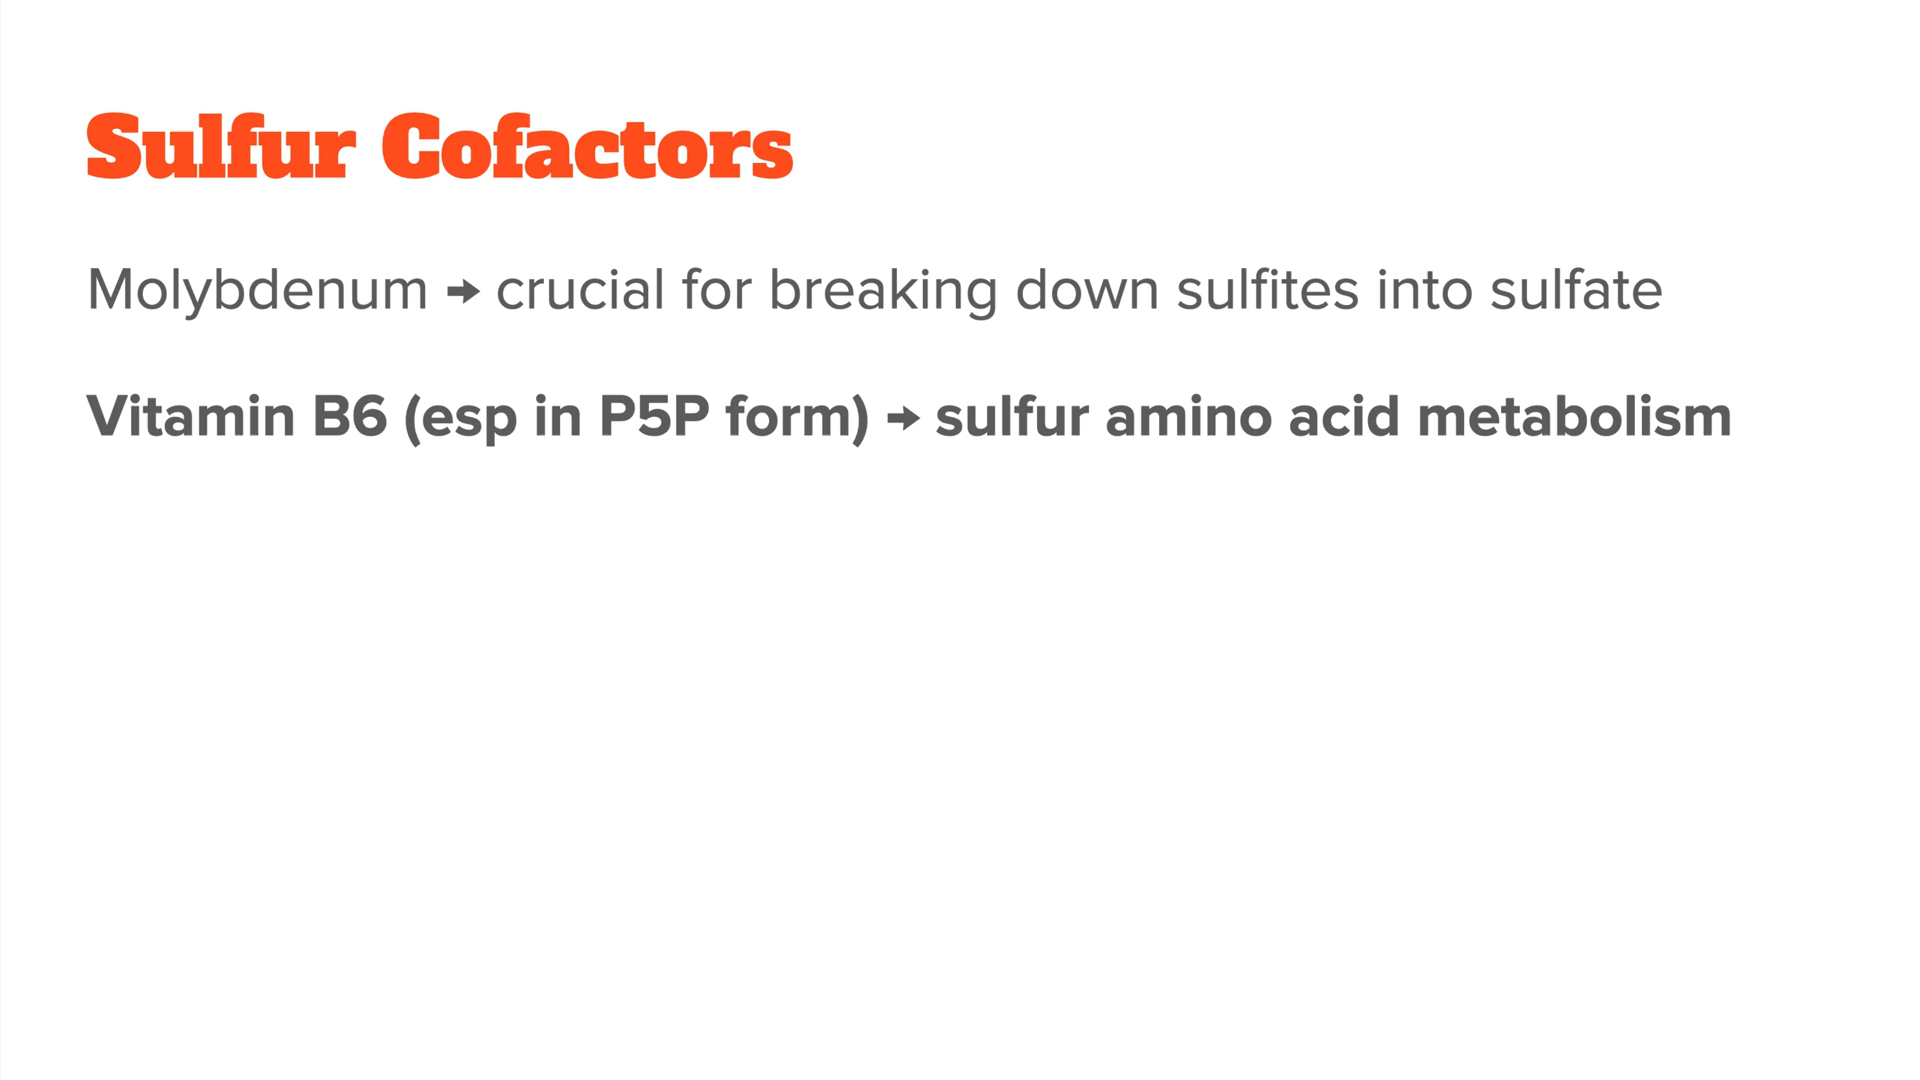 Sulfur Cofactors
Molybdenum → crucial for breaking down sulfites into sulfate
Vitamin B6 (esp in P5P form) → sulfur amino acid metabolism